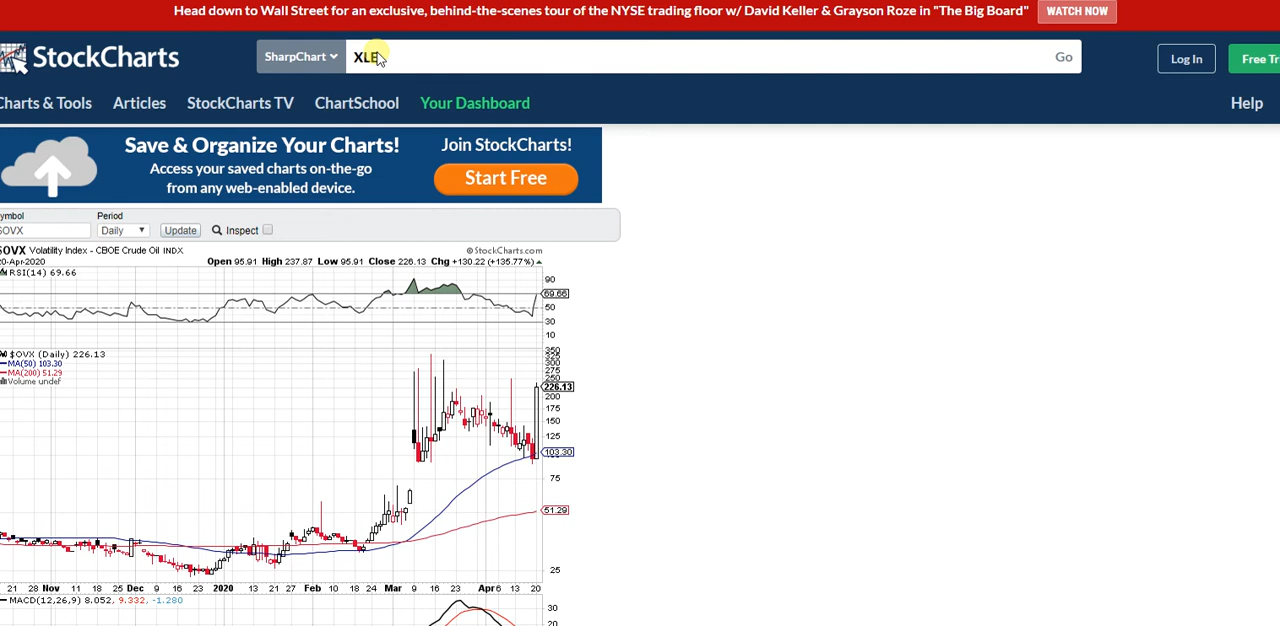 Head down to Wall Street for an exclusive, behind-the-scenes tour of the NYSE trading floor w/ David Keller & Grayson Roze in "The Big Board" WATCH NOW
StockCharts SharpChart XLE Go Log In Free Tr
Charts & Tools Articles StockCharts TV ChartSchool Your Dashboard Help
Save & Organize Your Charts! Join StockCharts!
Access your saved charts on-the-go
from any web-enabled device.
Start Free
ymbol Period
OVX Daily Update Inspect
$OVX Volatility Index - CBOE Crude Oil INDX © StockCharts.com
20-Apr-2020 Open 95.91 High 237.87 Low 95.91 Close 226.13 Chg +130.22 (+135.77%)
RSI(14) 69.66
90
69.66
50
30
10
$OVX (Daily) 226.13
MA(50) 103.30
MA(200) 51.29
Volume undef
350
325
300
275
250
226.13
200
175
150
125
103.30
75
51.29
25
21 28 Nov 11 18 25 Dec 9 16 23 2020 13 21 27 Feb 10 18 24 Mar 9 16 23 Apr 6 13 20
MACD(12,26,9) 8.052, 9.332, -1.280
30
20